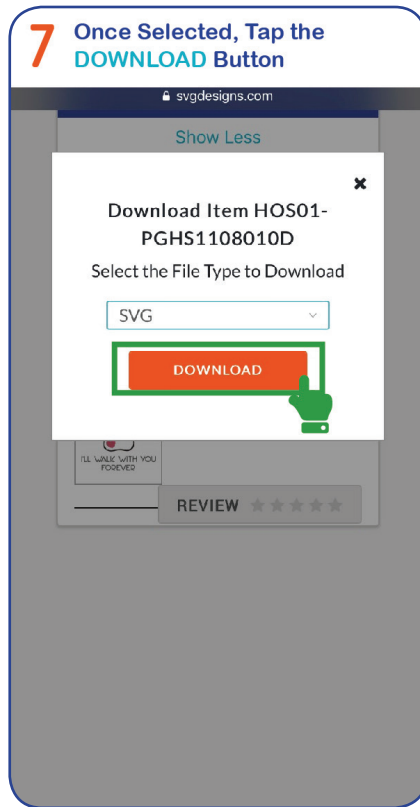 7 Once Selected, Tap the
DOWNLOAD Button
svgdesigns.com
Show Less
Download Item HOS01-
PGHS1108010D
Select the File Type to Download
SVG
DOWNLOAD
I'LL WALK WITH YOU
FOREVER
REVIEW